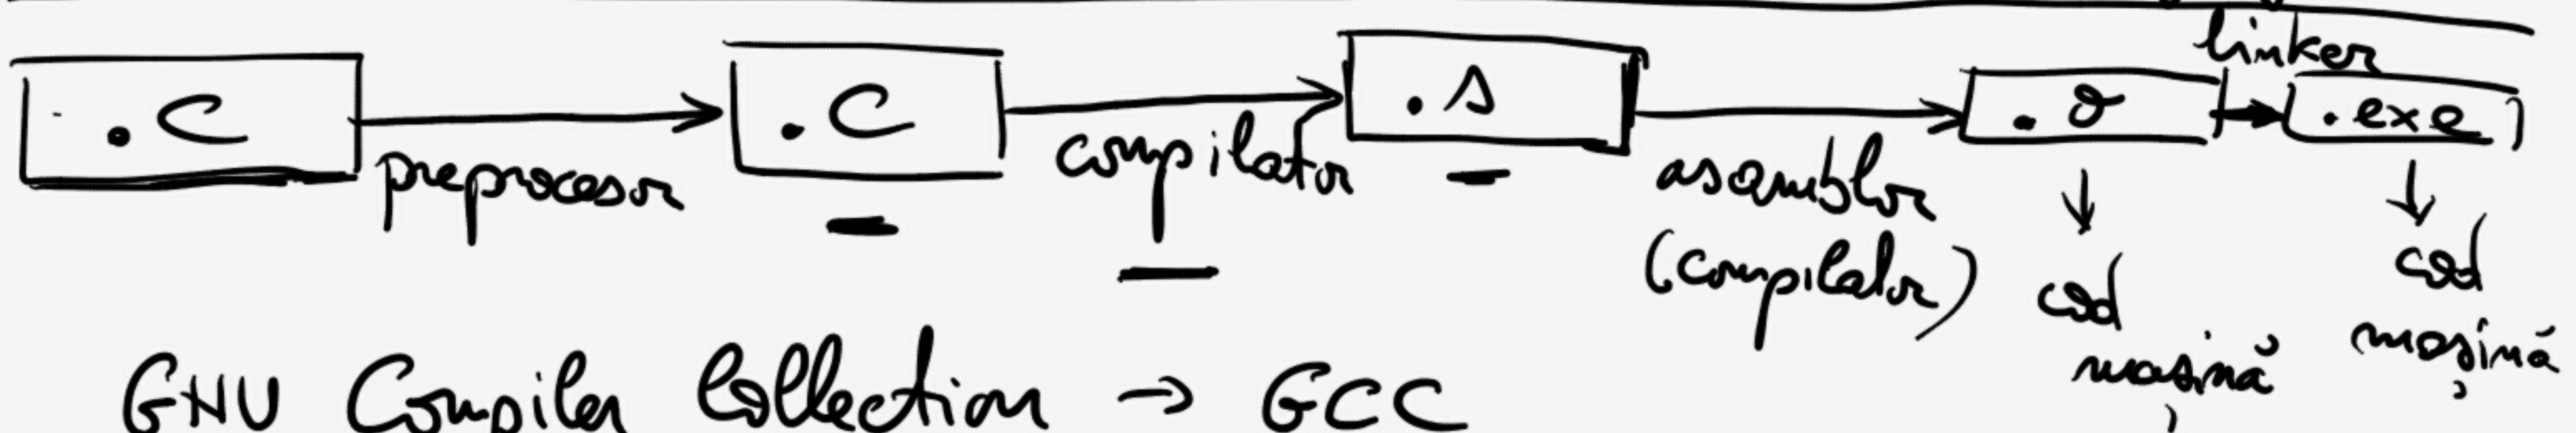 linker
.c .c .s .o .exe
preprocesor compilator asamblor
(compilator) cod cod
mașină mașină
GNU Compiler Collection → GCC